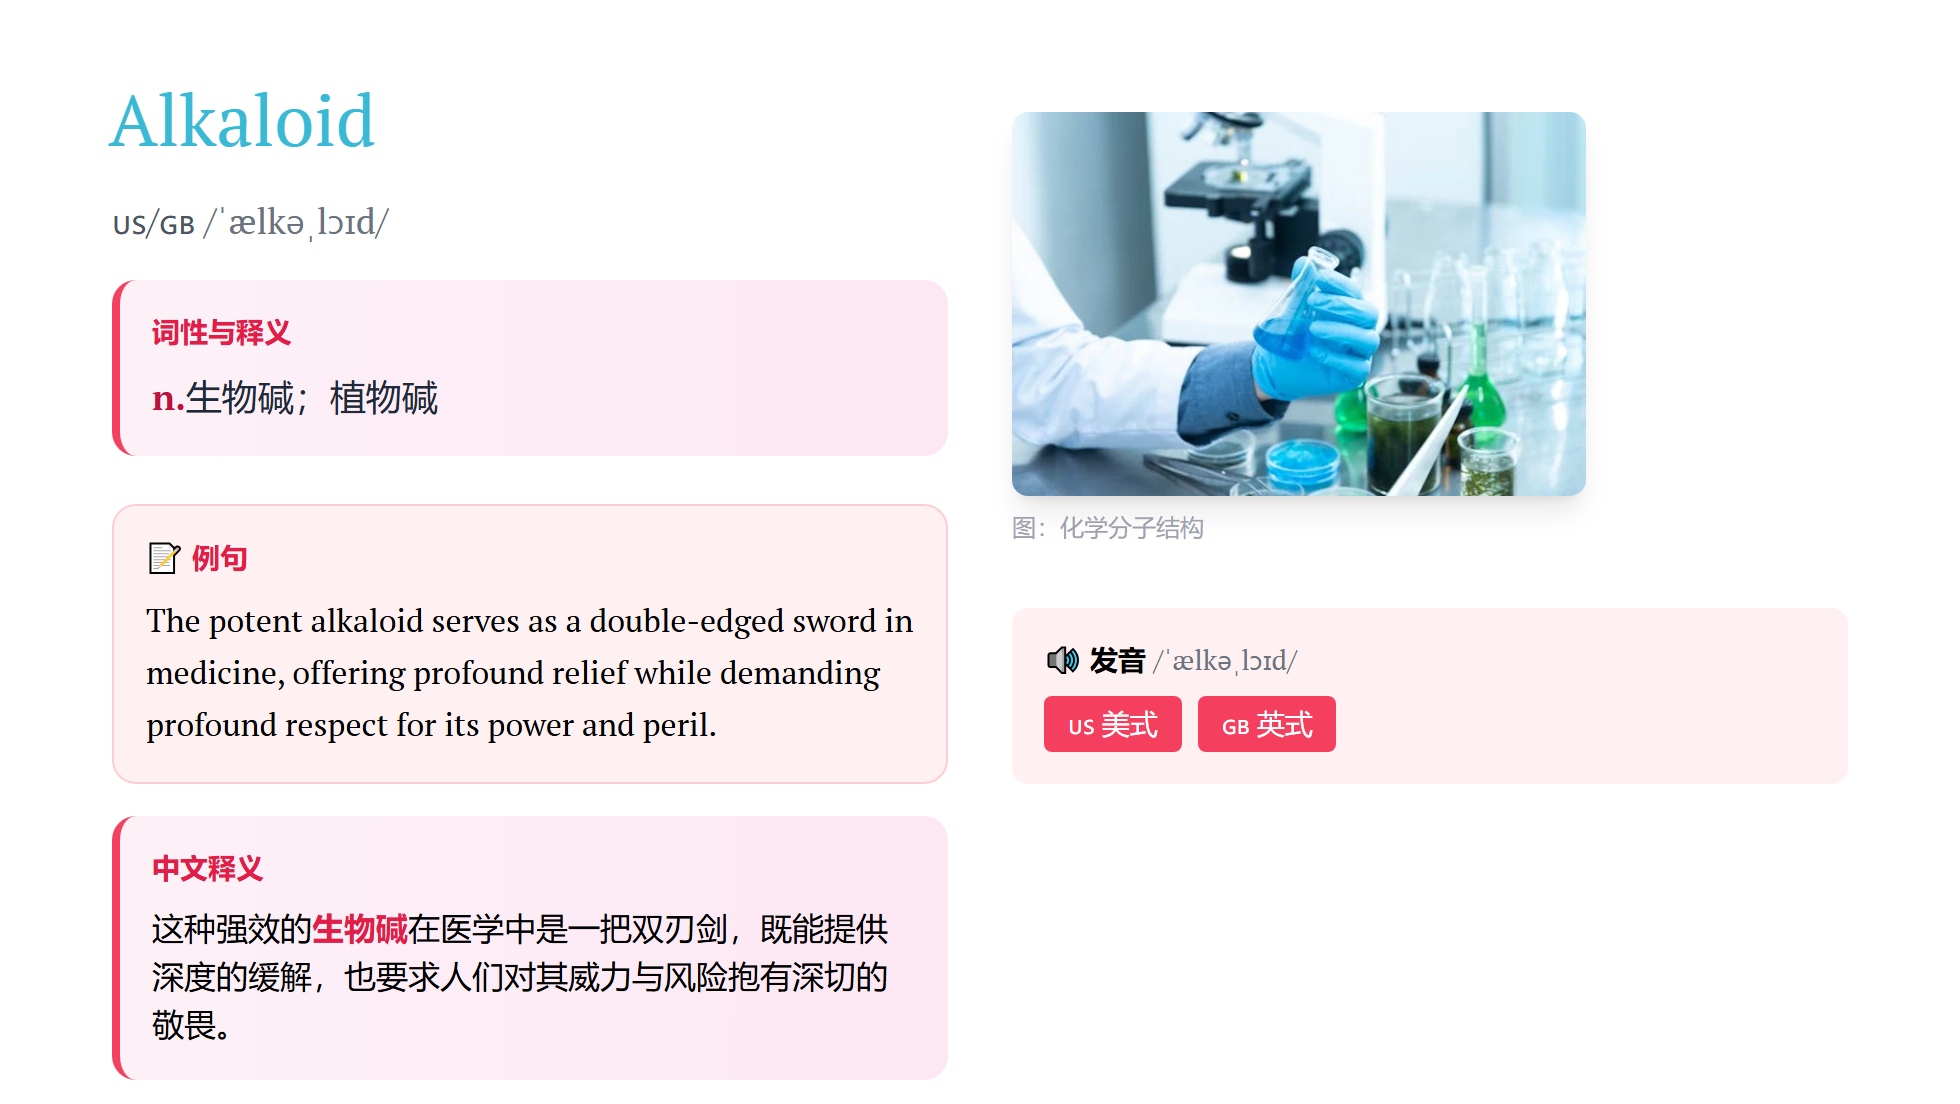 Alkaloid
US/GB /ˈælkəˌlɔɪd/
词性与释义
n.生物碱；植物碱
📝 例句
The potent alkaloid serves as a double-edged sword in
medicine, offering profound relief while demanding
profound respect for its power and peril.
中文释义
这种强效的生物碱在医学中是一把双刃剑，既能提供
深度的缓解，也要求人们对其威力与风险抱有深切的
敬畏。
图：化学分子结构
🔊 发音 /ˈælkəˌlɔɪd/
US 美式
GB 英式